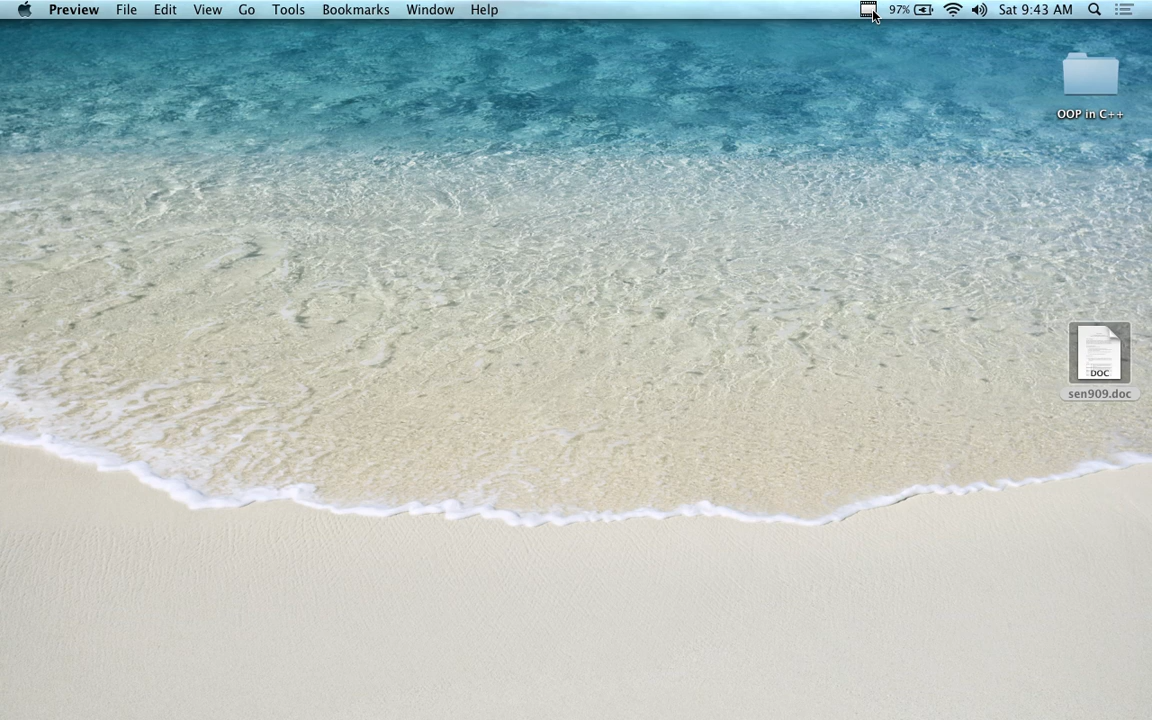 Preview File Edit View Go Tools Bookmarks Window Help 97% Sat 9:43 AM
OOP in C++
DOC
sen909.doc